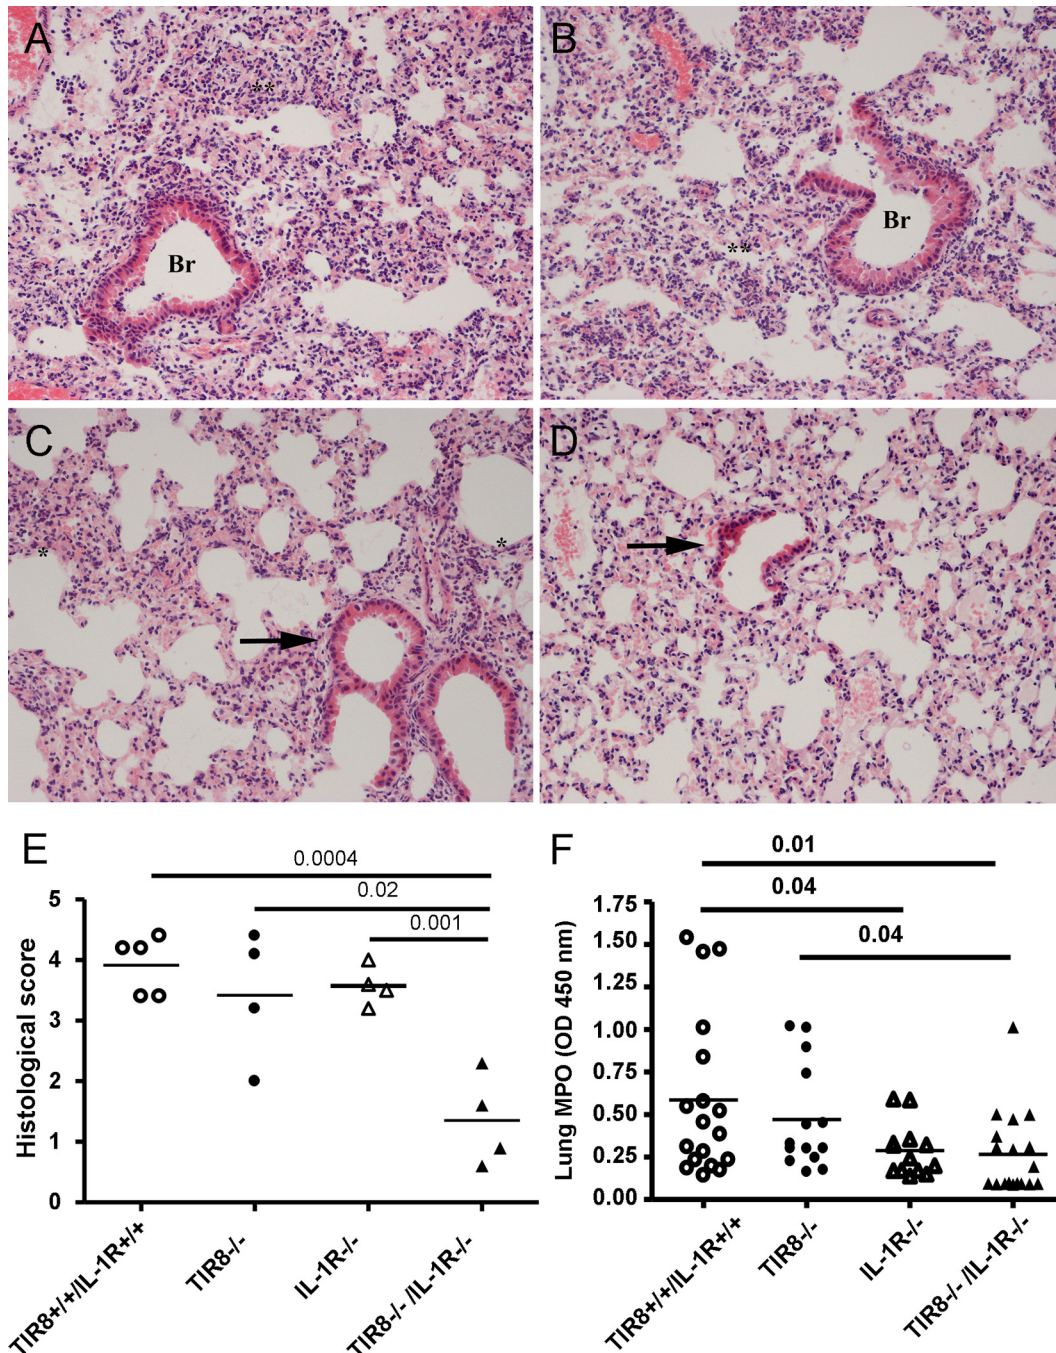 A
**
Br
B
**
Br
C
*
*
D
E
0.0004
0.02
0.001
Histological score
5
4
3
2
1
0
TIR8+/+/IL-1R+/+
TIR8-/-
IL-1R-/-
TIR8-/- /IL-1R-/-
F
0.01
0.04
0.04
Lung MPO (OD 450 nm)
1.75
1.50
1.25
1.00
0.75
0.50
0.25
0.00
TIR8+/+/IL-1R+/+
TIR8-/-
IL-1R-/-
TIR8-/- /IL-1R-/-